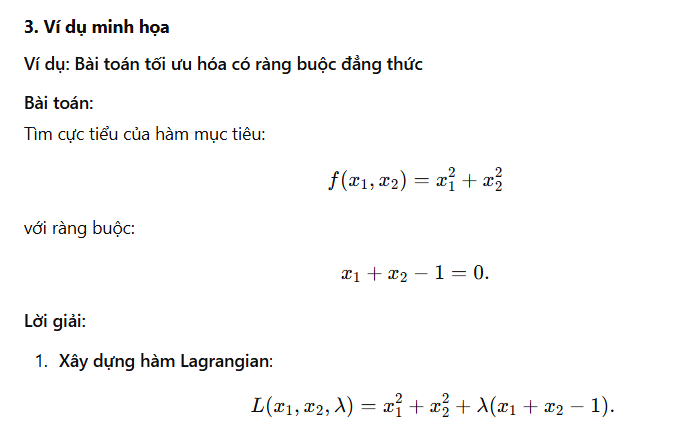 3. Ví dụ minh họa
Ví dụ: Bài toán tối ưu hóa có ràng buộc đẳng thức
Bài toán:
Tìm cực tiểu của hàm mục tiêu:
f(x₁, x₂) = x₁² + x₂²
với ràng buộc:
x₁ + x₂ − 1 = 0.
Lời giải:
1. Xây dựng hàm Lagrangian:
L(x₁, x₂, λ) = x₁² + x₂² + λ(x₁ + x₂ − 1).